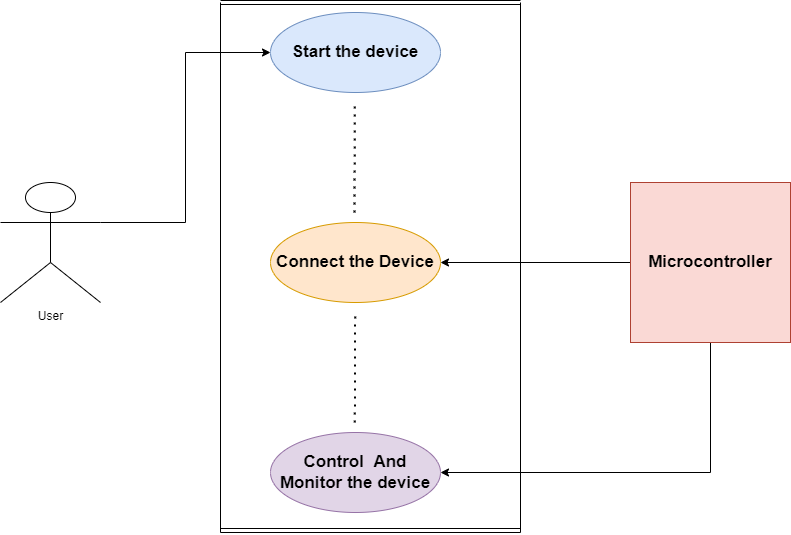 Start the device
Connect the Device
Microcontroller
User
Control  And
Monitor the device